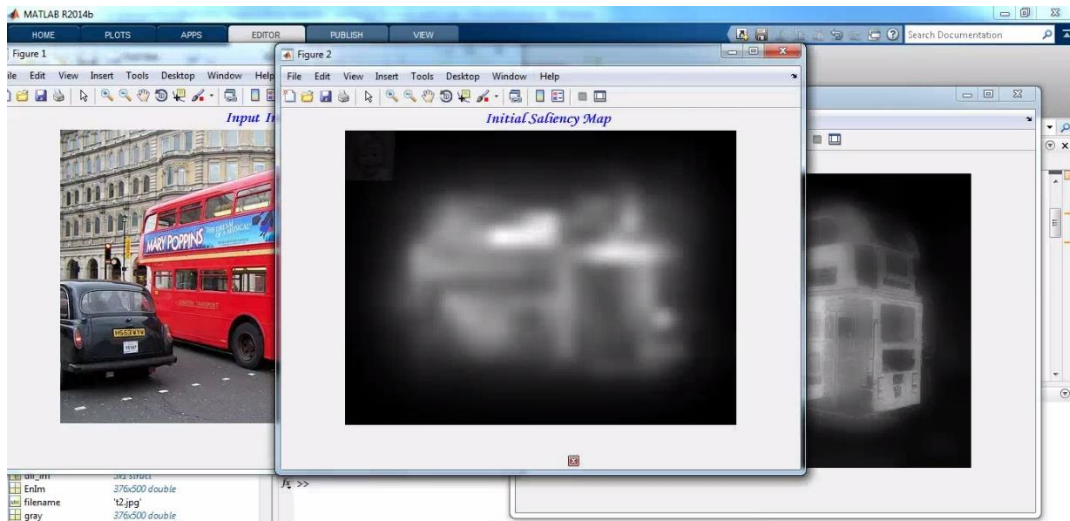 MATLAB R2014b
HOME PLOTS APPS EDITOR PUBLISH VIEW
Search Documentation
Figure 1
Figure 2
ile Edit View Insert Tools Desktop Window Help
File Edit View Insert Tools Desktop Window Help
Input I
Initial Saliency Map
MARY POPPINS
EnIm 376x500 double
filename 't2.jpg'
gray 376x500 double
fx >>